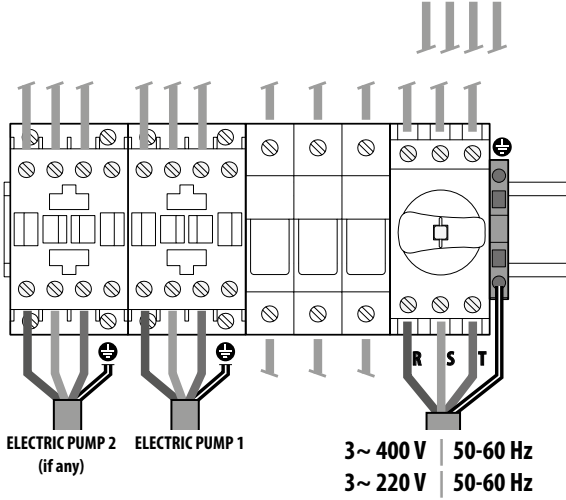 R S T
ELECTRIC PUMP 2
(if any)
ELECTRIC PUMP 1
3~ 400 V | 50-60 Hz
3~ 220 V | 50-60 Hz